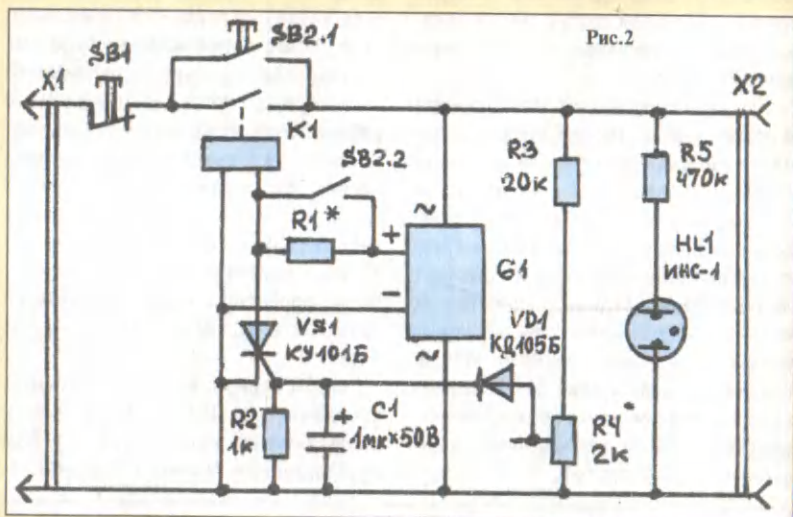 Рис.2
X1
SB1
SB2.1
X2
K1
SB2.2
R1*
~
+
–
~
G1
R3
20к
R5
470к
HL1
ИНС-1
VS1
КУ101Б
VD1
КД105Б
R2
1к
C1
1мк×50В
+
R4*
2к